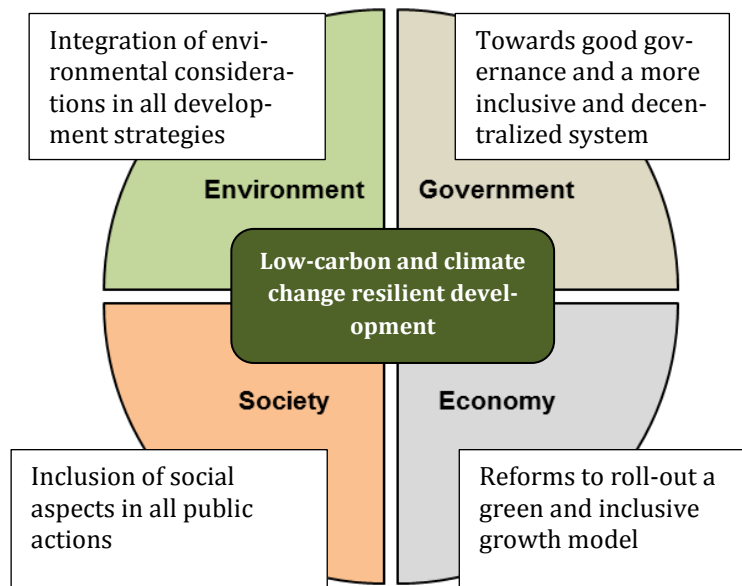 Integration of envi-
ronmental considera-
tions in all develop-
ment strategies
Towards good gov-
ernance and a more
inclusive and decen-
tralized system
Environment
Government
Low-carbon and climate
change resilient devel-
opment
Society
Economy
Inclusion of social
aspects in all public
actions
Reforms to roll-out a
green and inclusive
growth model